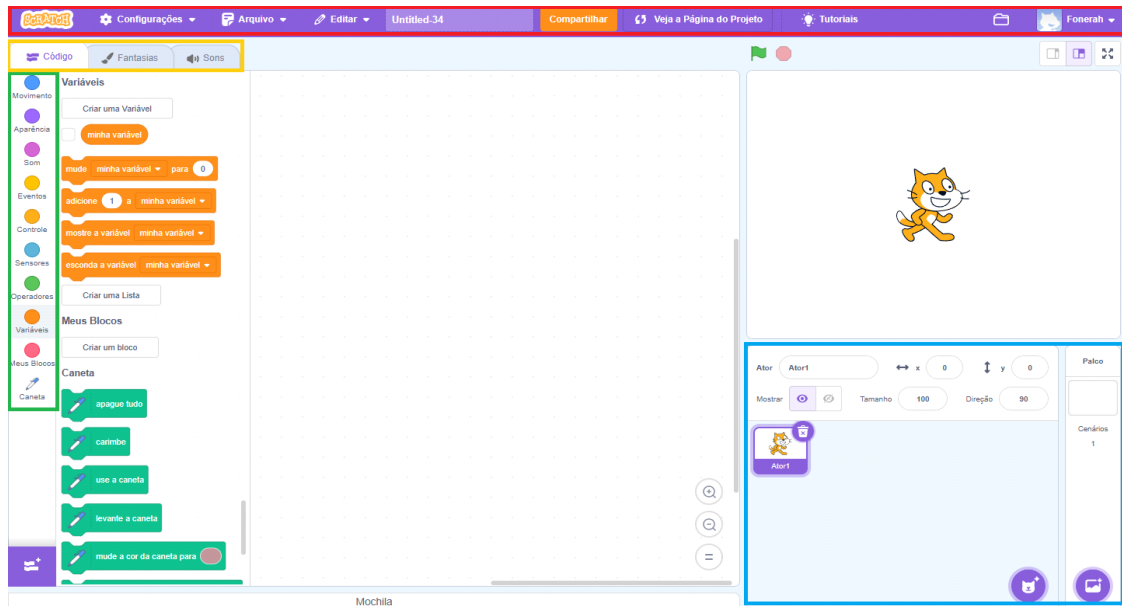 SCRATCH Configurações Arquivo Editar Untitled-34 Compartilhar Veja a Página do Projeto Tutoriais Fonerah
Código Fantasias Sons
Movimento
Aparência
Som
Eventos
Controle
Sensores
Operadores
Variáveis
Meus Blocos
Caneta
Variáveis
Criar uma Variável
minha variável
mude minha variável para 0
adicione 1 a minha variável
mostre a variável minha variável
esconda a variável minha variável
Criar uma Lista
Meus Blocos
Criar um bloco
Caneta
apague tudo
carimbe
use a caneta
levante a caneta
mude a cor da caneta para
Ator Ator1 x 0 y 0
Mostrar Tamanho 100 Direção 90
Ator1
Palco
Cenários
1
Mochila